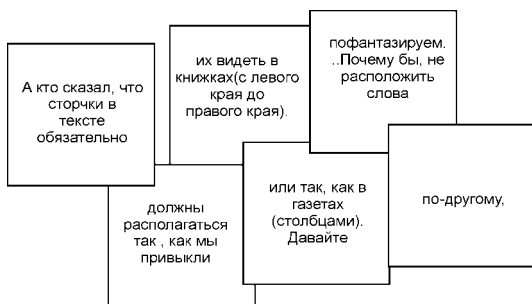 А кто сказал, что
сторчки в
тексте
обязательно
должны
располагаться
так , как мы
привыкли
их видеть в
книжках(с левого
края до
правого края).
или так, как в
газетах
(столбцами).
Давайте
пофантазируем.
..Почему бы, не
расположить
слова
по-другому,